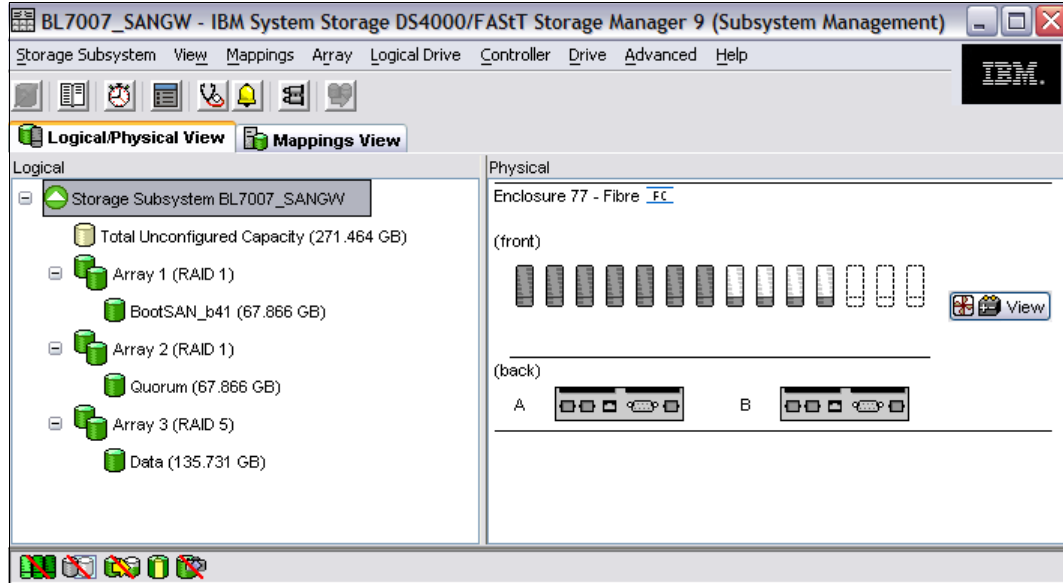 BL7007_SANGW - IBM System Storage DS4000/FAStT Storage Manager 9 (Subsystem Management)
Storage Subsystem View Mappings Array Logical Drive Controller Drive Advanced Help
IBM.
Logical/Physical View Mappings View
Logical
Storage Subsystem BL7007_SANGW
Total Unconfigured Capacity (271.464 GB)
Array 1 (RAID 1)
BootSAN_b41 (67.866 GB)
Array 2 (RAID 1)
Quorum (67.866 GB)
Array 3 (RAID 5)
Data (135.731 GB)
Physical
Enclosure 77 - Fibre FC
(front)
View
(back)
A B